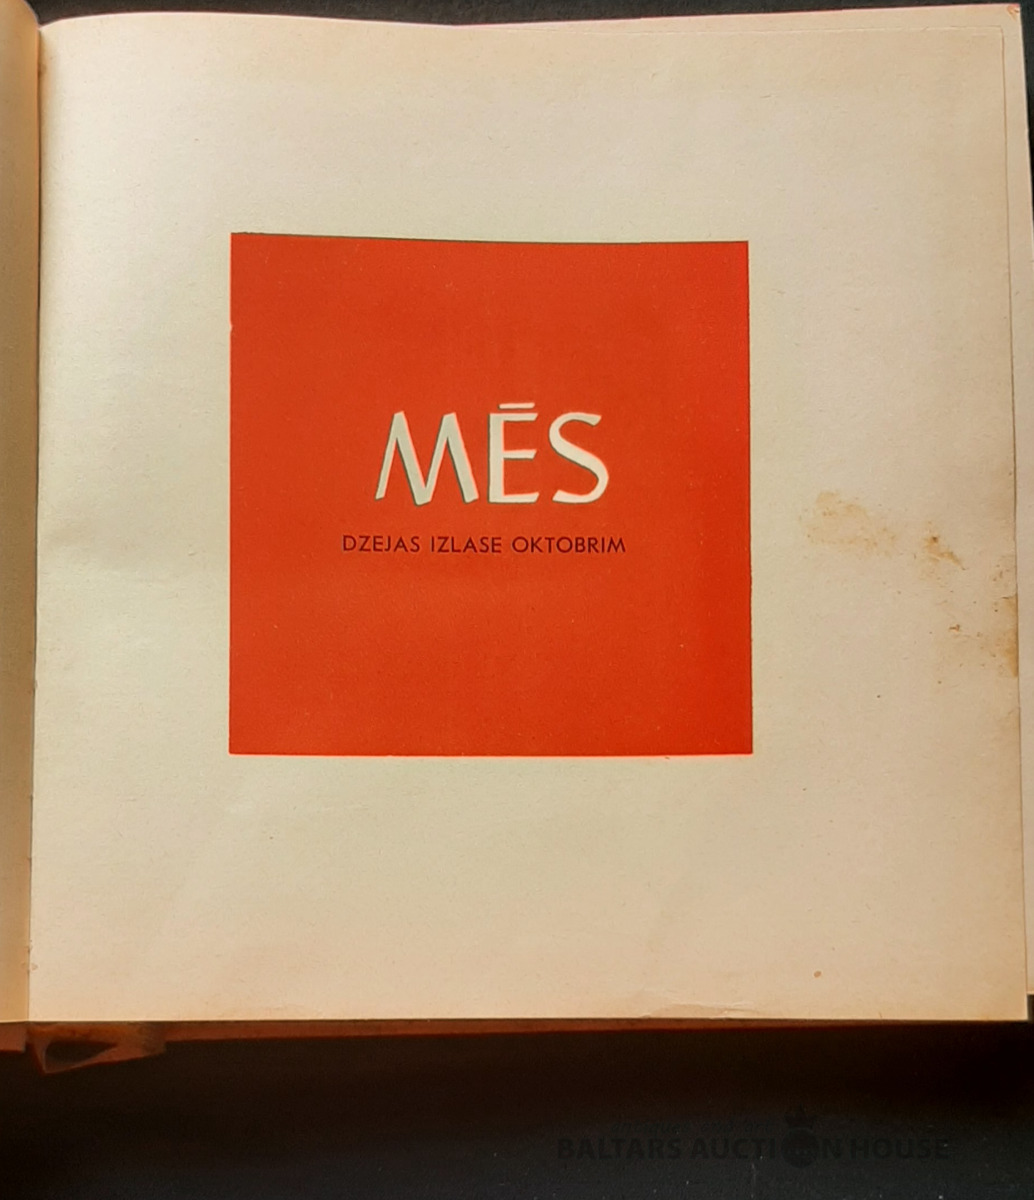 MĒS
DZEJAS IZLASE OKTOBRIM
BALTARS AUCTION HOUSE